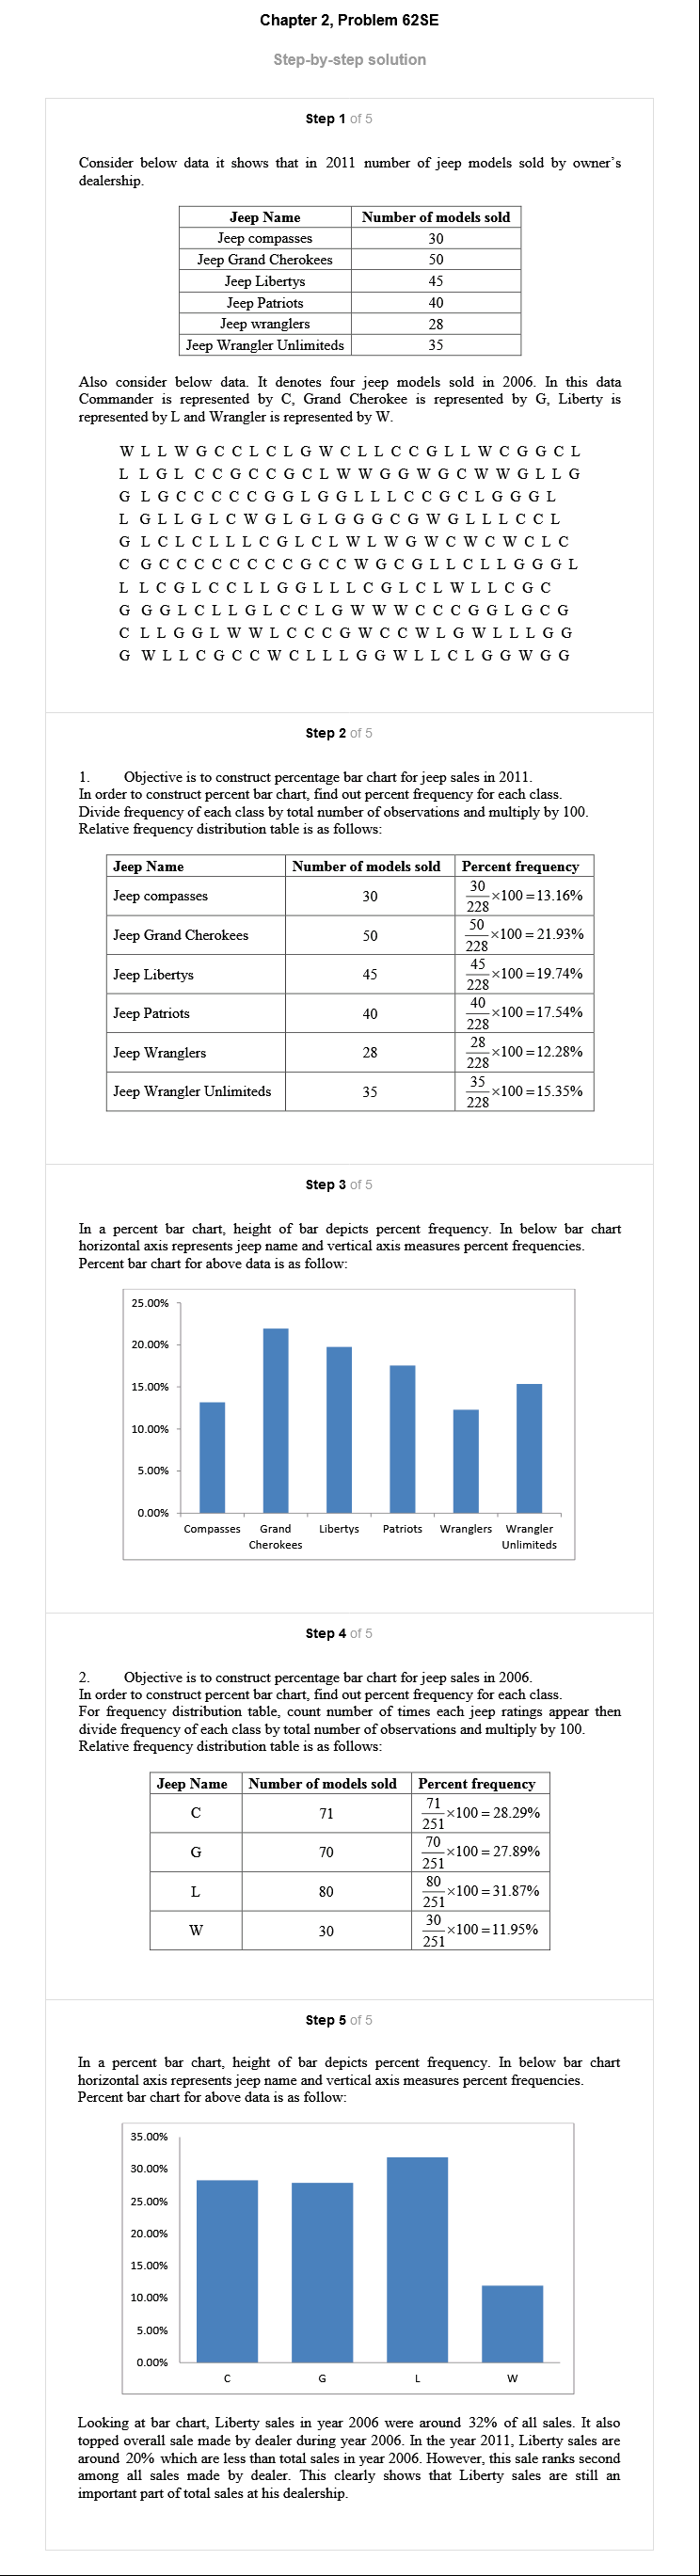 Chapter 2, Problem 62SE
Step-by-step solution
Step 1 of 5
Consider below data it shows that in 2011 number of jeep models sold by owner's
dealership.
Jeep Name Number of models sold
Jeep compasses 30
Jeep Grand Cherokees 50
Jeep Libertys 45
Jeep Patriots 40
Jeep wranglers 28
Jeep Wrangler Unlimiteds 35
Also consider below data. It denotes four jeep models sold in 2006. In this data
Commander is represented by C, Grand Cherokee is represented by G, Liberty is
represented by L and Wrangler is represented by W.
W L L W G C C L C L G W C L L C C G L L W C G G C L
L L G L C C G C C G C L W W G G W G C W W G L L G
G L G C C C C C G G L G G L L L C C G C L G G G L
L G L L G L C W G L G L G G G C G W G L L L C C L
G L C L C L L L C G L C L W L W G W C W C W C L C
C G C C C C C C C C G C C W G C G L L C L L G G G L
L L C G L C C L L G G L L L C G L C L W L L C G C
G G G L C L L G L C C L G W W W C C C G G L G C G
C L L G G L W W L C C C G W C C W L G W L L L G G
G W L L C G C C W C L L L G G W L L C L G G W G G
Step 2 of 5
1. Objective is to construct percentage bar chart for jeep sales in 2011.
In order to construct percent bar chart, find out percent frequency for each class.
Divide frequency of each class by total number of observations and multiply by 100.
Relative frequency distribution table is as follows:
Jeep Name Number of models sold Percent frequency
Jeep compasses 30 30/228 ×100 = 13.16%
Jeep Grand Cherokees 50 50/228 ×100 = 21.93%
Jeep Libertys 45 45/228 ×100 = 19.74%
Jeep Patriots 40 40/228 ×100 = 17.54%
Jeep Wranglers 28 28/228 ×100 = 12.28%
Jeep Wrangler Unlimiteds 35 35/228 ×100 = 15.35%
Step 3 of 5
In a percent bar chart, height of bar depicts percent frequency. In below bar chart
horizontal axis represents jeep name and vertical axis measures percent frequencies.
Percent bar chart for above data is as follow:
25.00%
20.00%
15.00%
10.00%
5.00%
0.00%
Compasses Grand Libertys Patriots Wranglers Wrangler
Cherokees Unlimiteds
Step 4 of 5
2. Objective is to construct percentage bar chart for jeep sales in 2006.
In order to construct percent bar chart, find out percent frequency for each class.
For frequency distribution table, count number of times each jeep ratings appear then
divide frequency of each class by total number of observations and multiply by 100.
Relative frequency distribution table is as follows:
Jeep Name Number of models sold Percent frequency
C 71 71/251 ×100 = 28.29%
G 70 70/251 ×100 = 27.89%
L 80 80/251 ×100 = 31.87%
W 30 30/251 ×100 = 11.95%
Step 5 of 5
In a percent bar chart, height of bar depicts percent frequency. In below bar chart
horizontal axis represents jeep name and vertical axis measures percent frequencies.
Percent bar chart for above data is as follow:
35.00%
30.00%
25.00%
20.00%
15.00%
10.00%
5.00%
0.00%
C G L W
Looking at bar chart, Liberty sales in year 2006 were around 32% of all sales. It also
topped overall sale made by dealer during year 2006. In the year 2011, Liberty sales are
around 20% which are less than total sales in year 2006. However, this sale ranks second
among all sales made by dealer. This clearly shows that Liberty sales are still an
important part of total sales at his dealership.